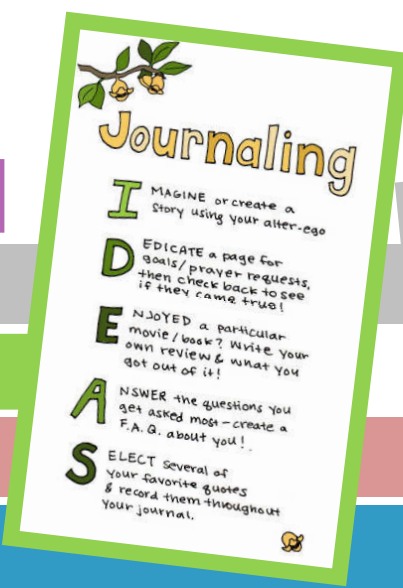 Journaling
IMAGINE or create a
Story using your alter-ego
DEDICATE a page for
goals/prayer requests,
then check back to see
if they came true!
ENJOYED a particular
movie/book? Write your
own review & what you
got out of it!
ANSWER the questions you
get asked most-create a
F.A.Q. about you!
SELECT several of
your favorite quotes
& record them throughout
your journal.